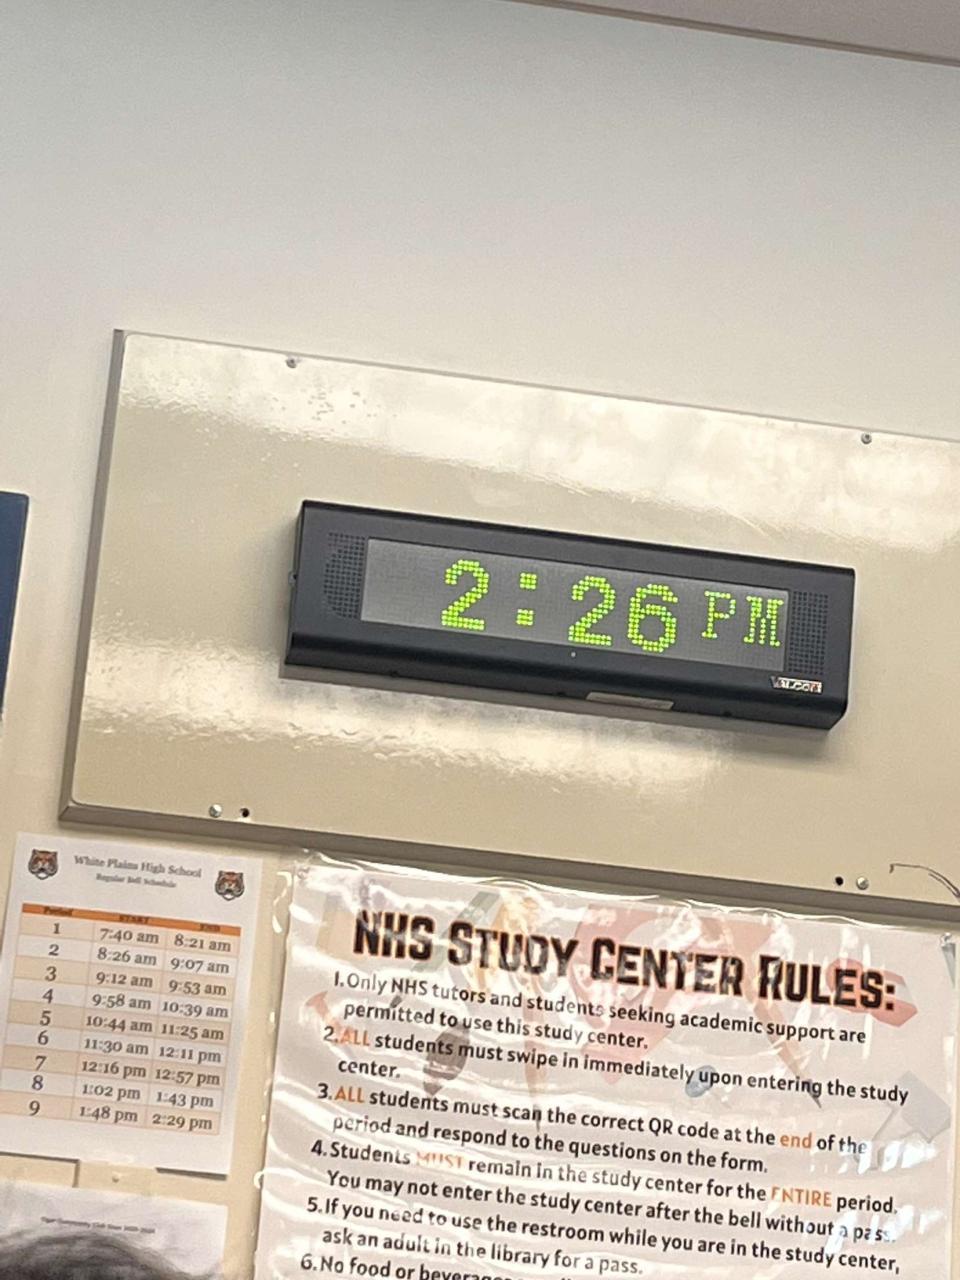 2:26 PM
VALCOM
White Plains High School
Regular Bell Schedule
Period START END
1 7:40 am 8:21 am
2 8:26 am 9:07 am
3 9:12 am 9:53 am
4 9:58 am 10:39 am
5 10:44 am 11:25 am
6 11:30 am 12:11 pm
7 12:16 pm 12:57 pm
8 1:02 pm 1:43 pm
9 1:48 pm 2:29 pm
NHS STUDY CENTER RULES:
1.Only NHS tutors and students seeking academic support are
permitted to use this study center.
2.ALL students must swipe in immediately upon entering the study
center.
3.ALL students must scan the correct QR code at the end of the
period and respond to the questions on the form.
4.Students MUST remain in the study center for the ENTIRE period.
You may not enter the study center after the bell without a pass.
5.If you need to use the restroom while you are in the study center,
ask an adult in the library for a pass.
6.No food or